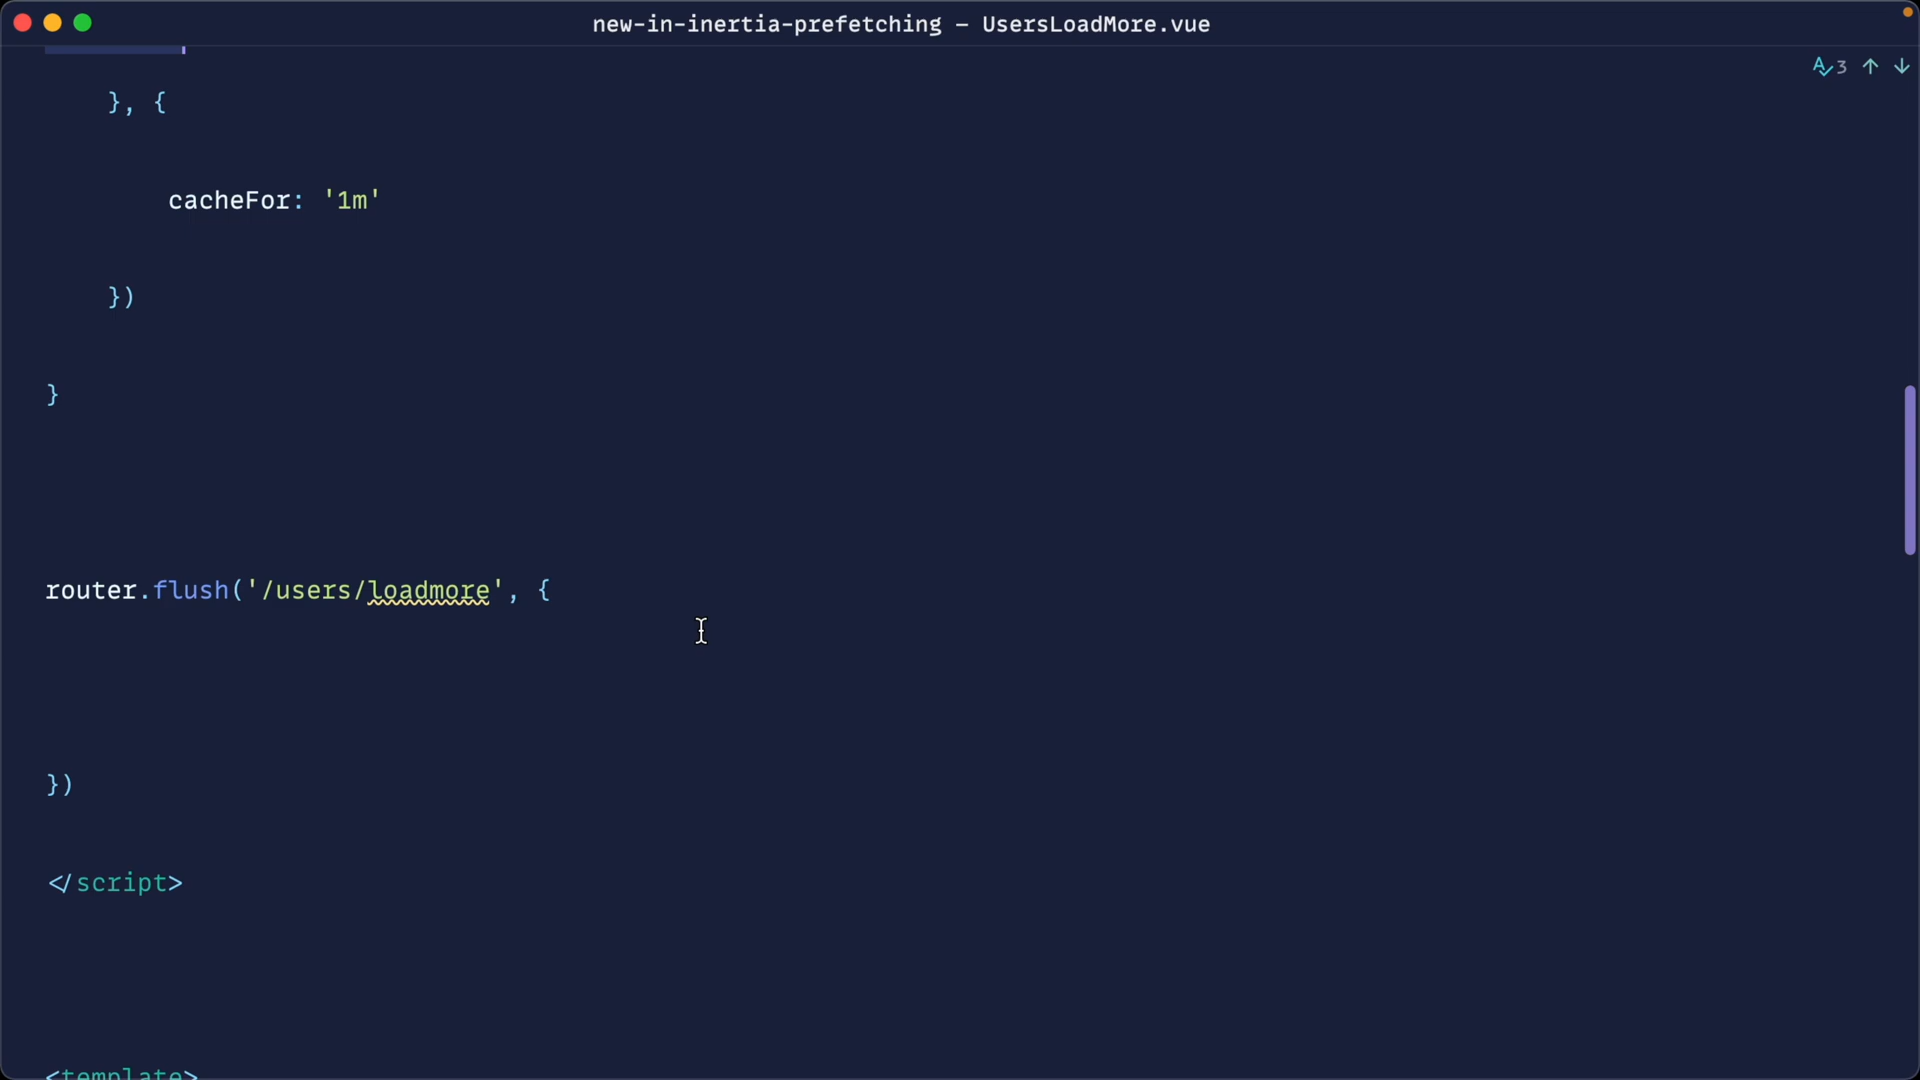 new-in-inertia-prefetching – UsersLoadMore.vue
3
}, {
cacheFor: '1m'
})
}
router.flush('/users/loadmore', {
})
</script>
<template>